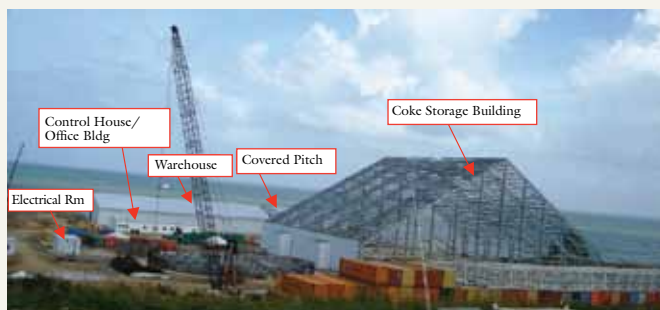 Coke Storage Building
Control House/
Office Bldg
Warehouse
Covered Pitch
Electrical Rm